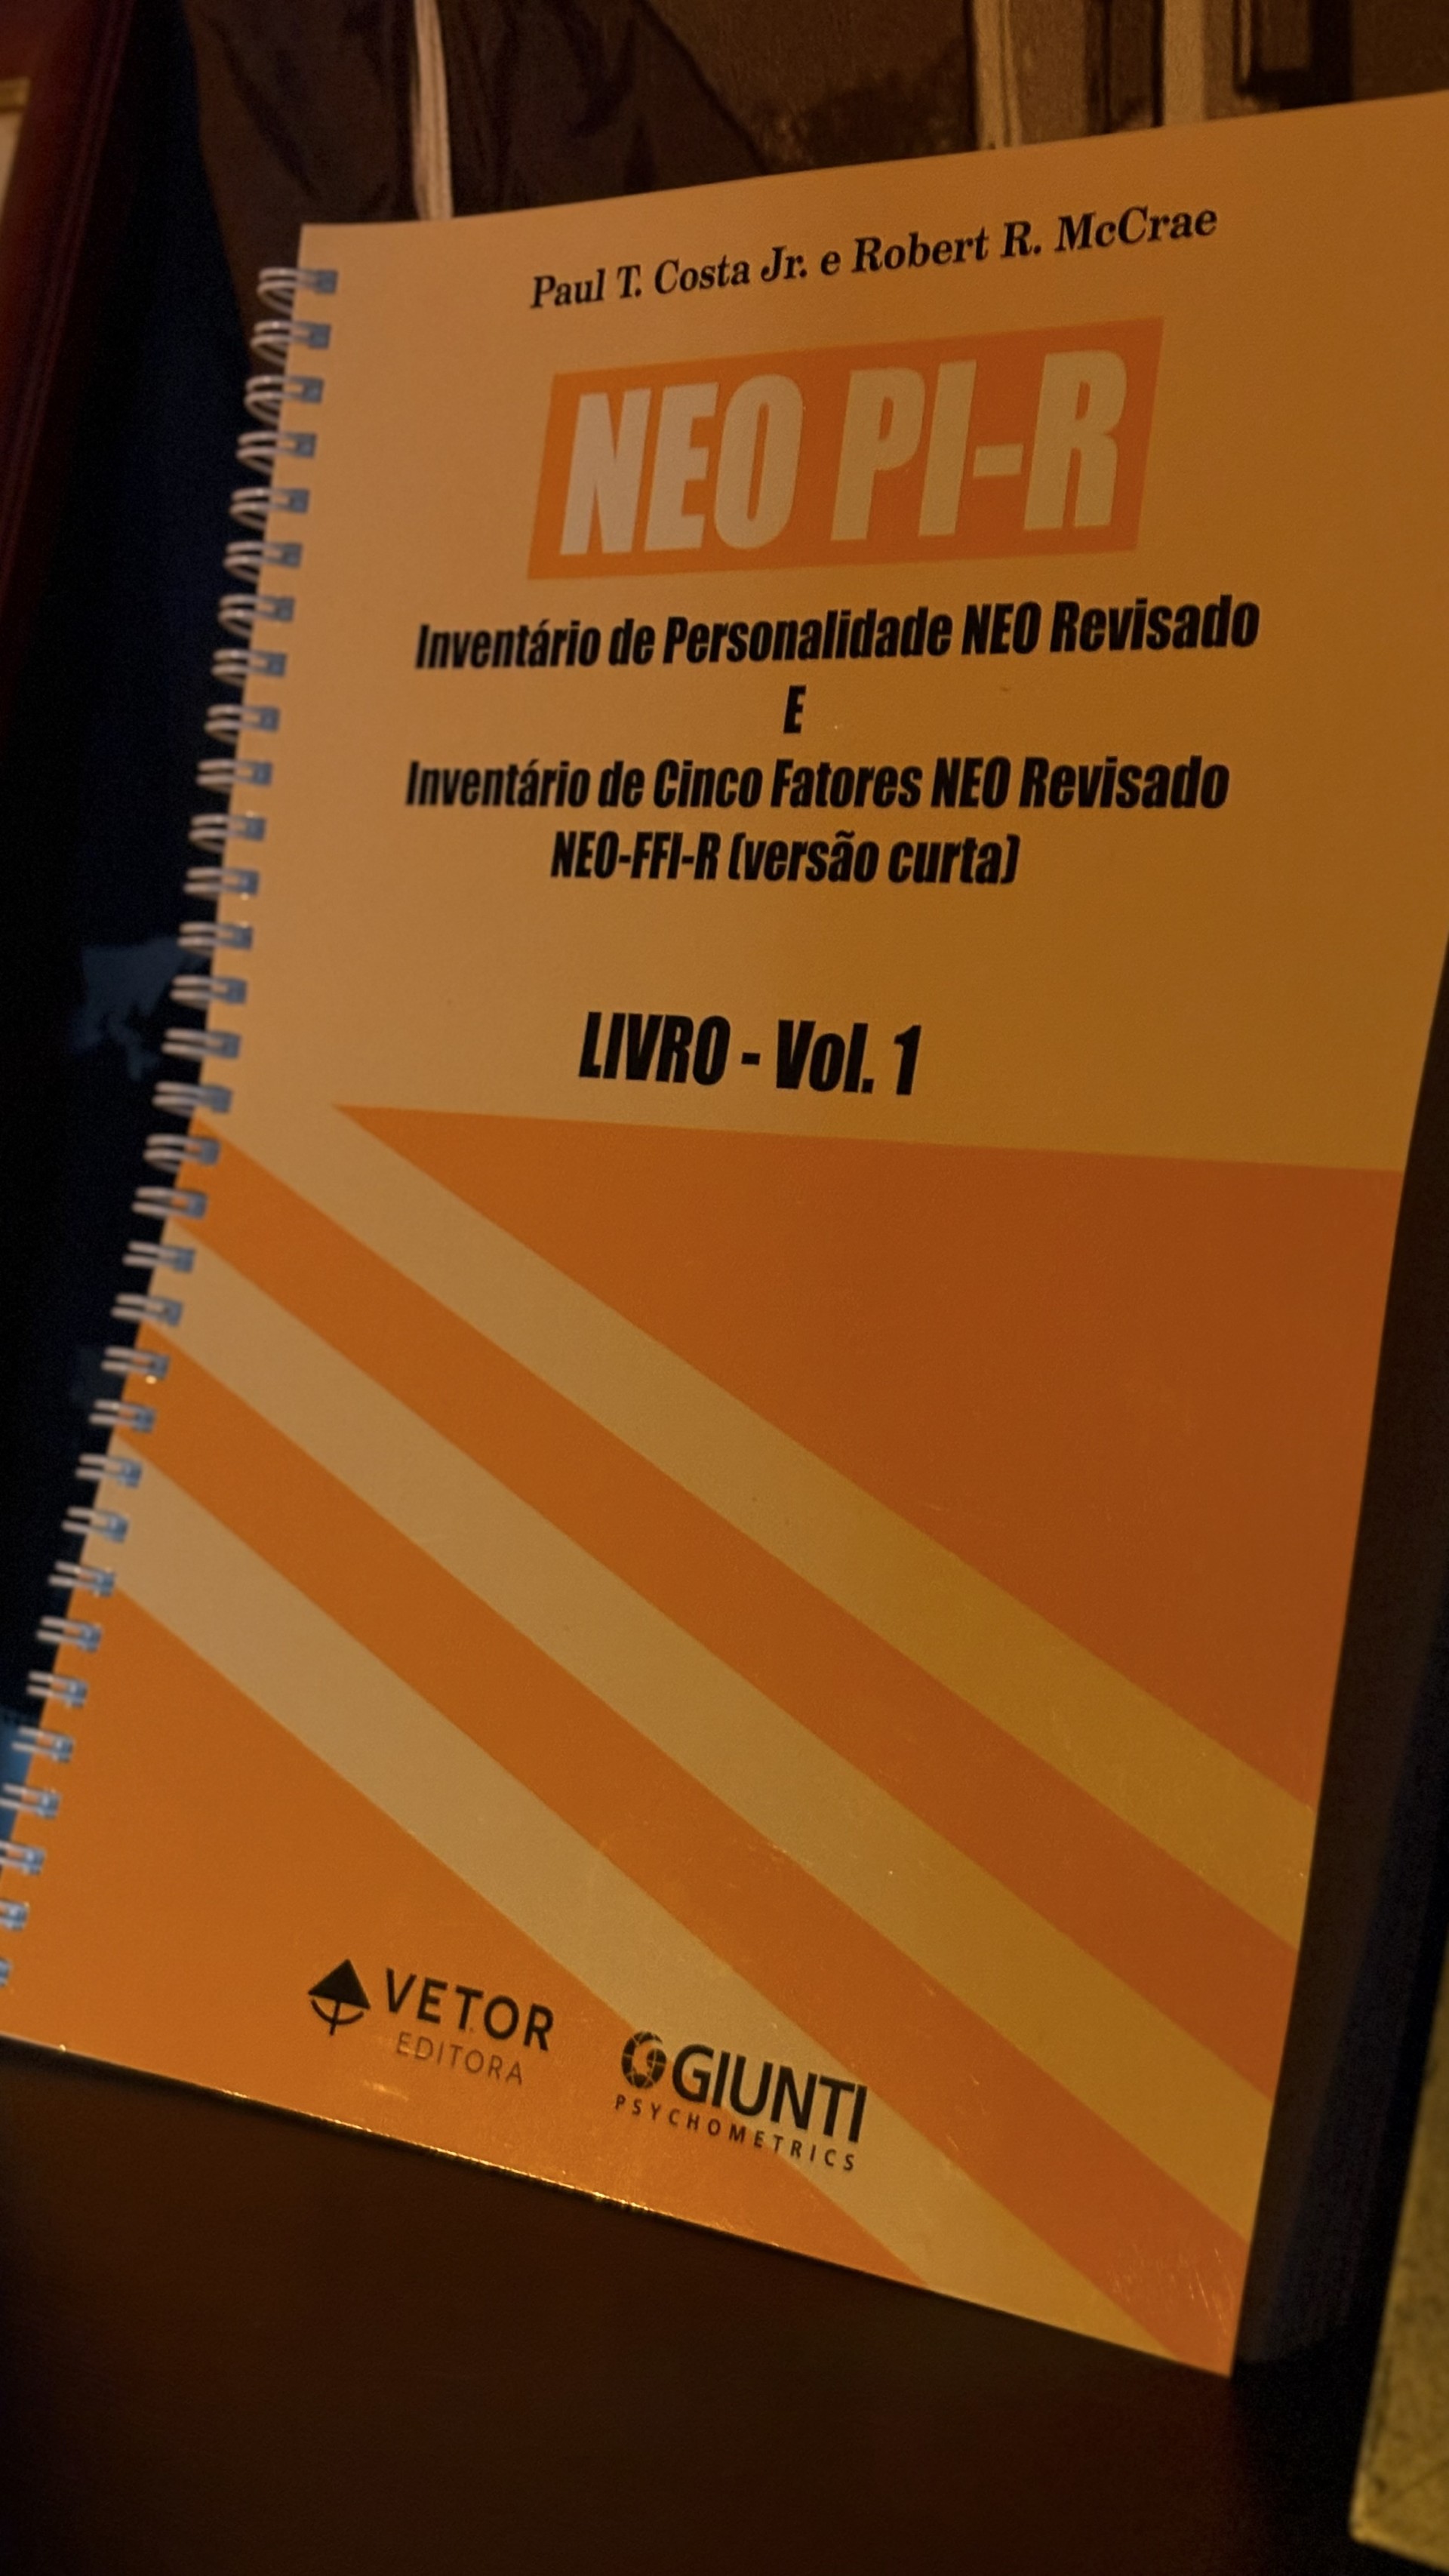 Paul T. Costa Jr. e Robert R. McCrae
NEO PI-R
Inventário de Personalidade NEO Revisado
E
Inventário de Cinco Fatores NEO Revisado
NEO-FFI-R (versão curta)
LIVRO - Vol. 1
VETOR
EDITORA
GIUNTI
PSYCHOMETRICS